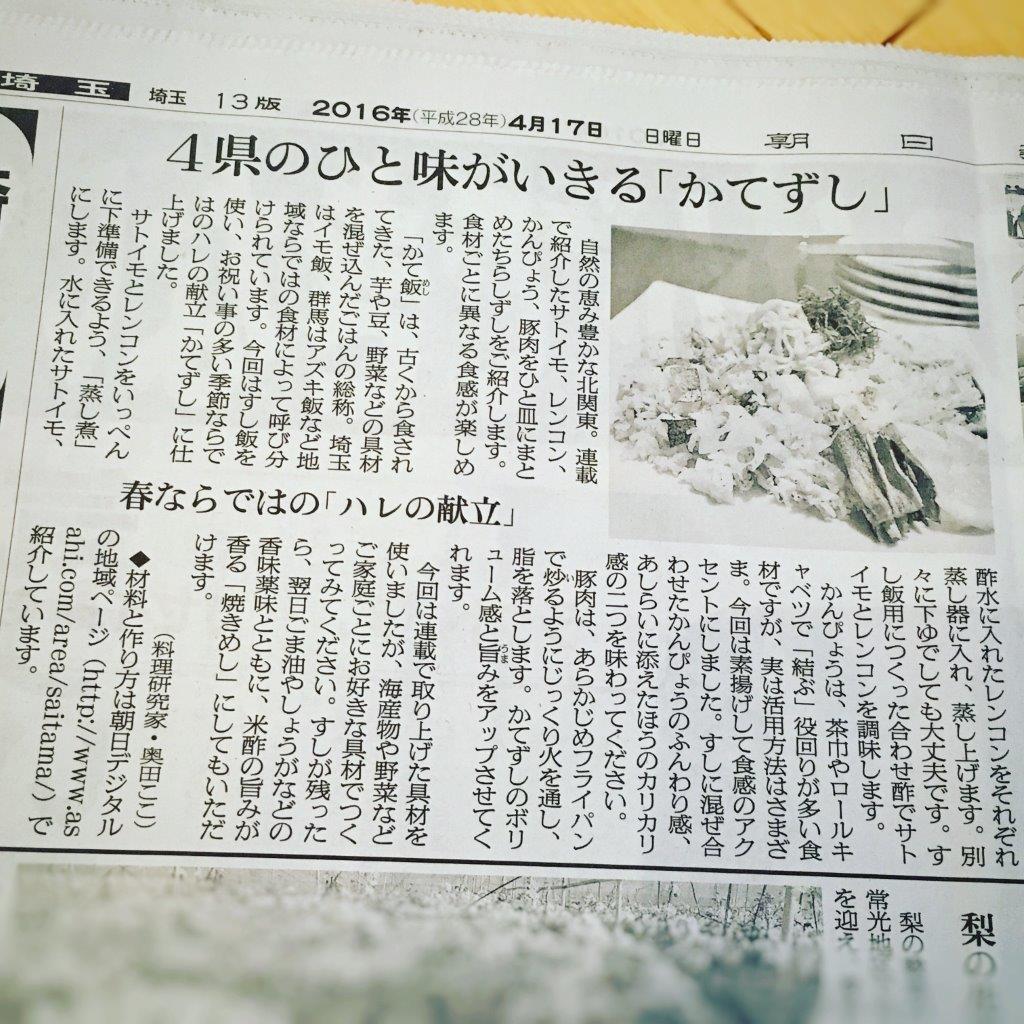 埼玉
埼玉 13版 2016年(平成28年)4月17日 日曜日 朝日
4県のひと味がいきる「かてずし」
自然の恵み豊かな北関東。連載
で紹介したサトイモ、レンコン、
かんぴょう、豚肉をひと皿にまと
めたちらしずしをご紹介します。
食材ごとに異なる食感が楽しめ
ます。
「かて飯」は、古くから食され
めし
てきた、芋や豆、野菜などの具材
を混ぜ込んだごはんの総称。埼玉
はイモ飯、群馬はアズキ飯など地
域ならではの食材によって呼び分
けられています。今回はすし飯を
使い、お祝い事の多い季節ならで
はのハレの献立「かてずし」に仕
上げました。
サトイモとレンコンをいっぺん
に下準備できるよう、「蒸し煮」
にします。水に入れたサトイモ、
酢水に入れたレンコンをそれぞれ
蒸し器に入れ、蒸し上げます。別
々に下ゆでしても大丈夫です。す
し飯用につくった合わせ酢でサト
イモとレンコンを調味します。
かんぴょうは、茶巾やロールキ
ャベツで「結ぶ」役回りが多い食
材ですが、実は活用方法はさまざ
ま。今回は素揚げして食感のアク
セントにしました。すしに混ぜ合
わせたかんぴょうのふんわり感、
あしらいに添えたほうのカリカリ
感の二つを味わってください。
豚肉は、あらかじめフライパン
で炒るようにじっくり火を通し、
い
脂を落とします。かてずしのボリ
ューム感と旨みをアップさせてく
うま
れます。
春ならではの「ハレの献立」
今回は連載で取り上げた具材を
使いましたが、海産物や野菜など
ご家庭ごとにお好きな具材でつく
ってみてください。すしが残った
ら、翌日ごま油やしょうがなどの
香味薬味とともに、米酢の旨みが
香る「焼きめし」にしてもいただ
けます。
(料理研究家・奥田ここ)
◆材料と作り方は朝日デジタル
の地域ページ(http://www.as
ahi.com/area/saitama/)で
紹介しています。
梨の
梨の
常光地
を迎え